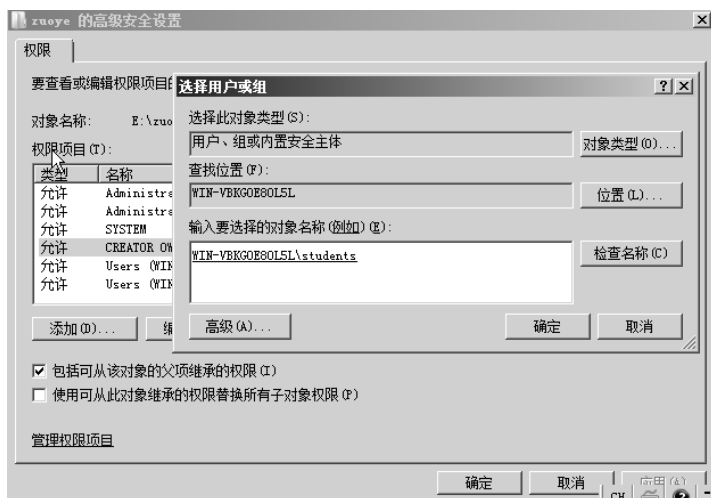 zuoye 的高级安全设置
权限
要查看或编辑权限项目
选择用户或组
选择此对象类型(S):
用户、组或内置安全主体
对象类型(O)...
查找位置(F):
WIN-VBKGOE8OL5L
位置(L)...
输入要选择的对象名称(例如)(E):
WIN-VBKGOE8OL5L\students
检查名称(C)
高级(A)...
确定
取消
对象名称: E:\zuo
权限项目(T):
类型 名称
允许 Administra
允许 Administra
允许 SYSTEM
允许 CREATOR OW
允许 Users (WIN
允许 Users (WIN
添加(D)...
编
包括可从该对象的父项继承的权限(I)
使用可从此对象继承的权限替换所有子对象权限(P)
管理权限项目
确定
取消
应用(A)
CH